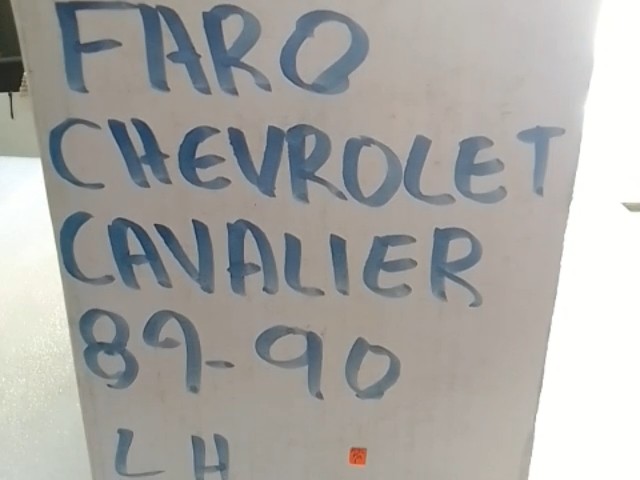 FARO
CHEVROLET
CAVALIER
89-90
LH